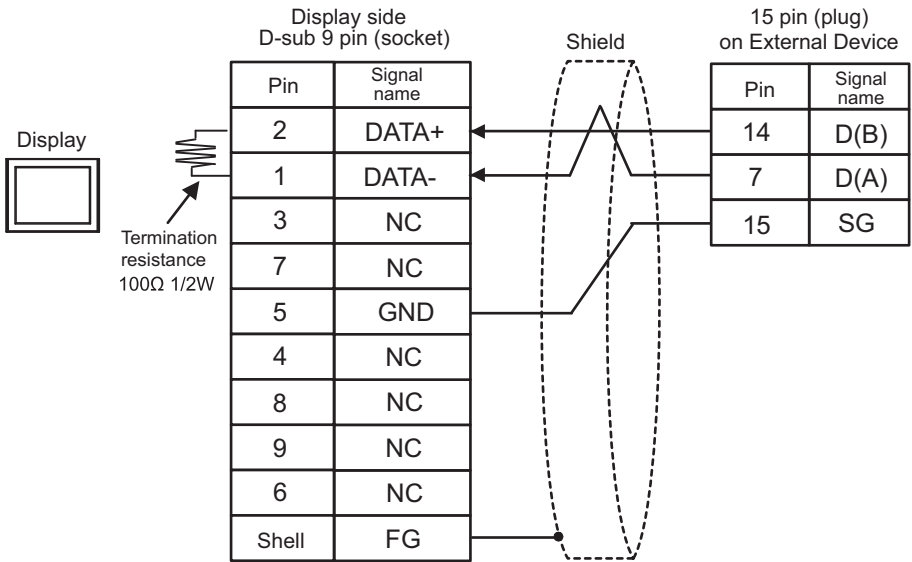 Display side
D-sub 9 pin (socket)
Shield
15 pin (plug)
on External Device
Display
Termination
resistance
100Ω 1/2W
Pin Signal name
2 DATA+
1 DATA-
3 NC
7 NC
5 GND
4 NC
8 NC
9 NC
6 NC
Shell FG
Pin Signal name
14 D(B)
7 D(A)
15 SG